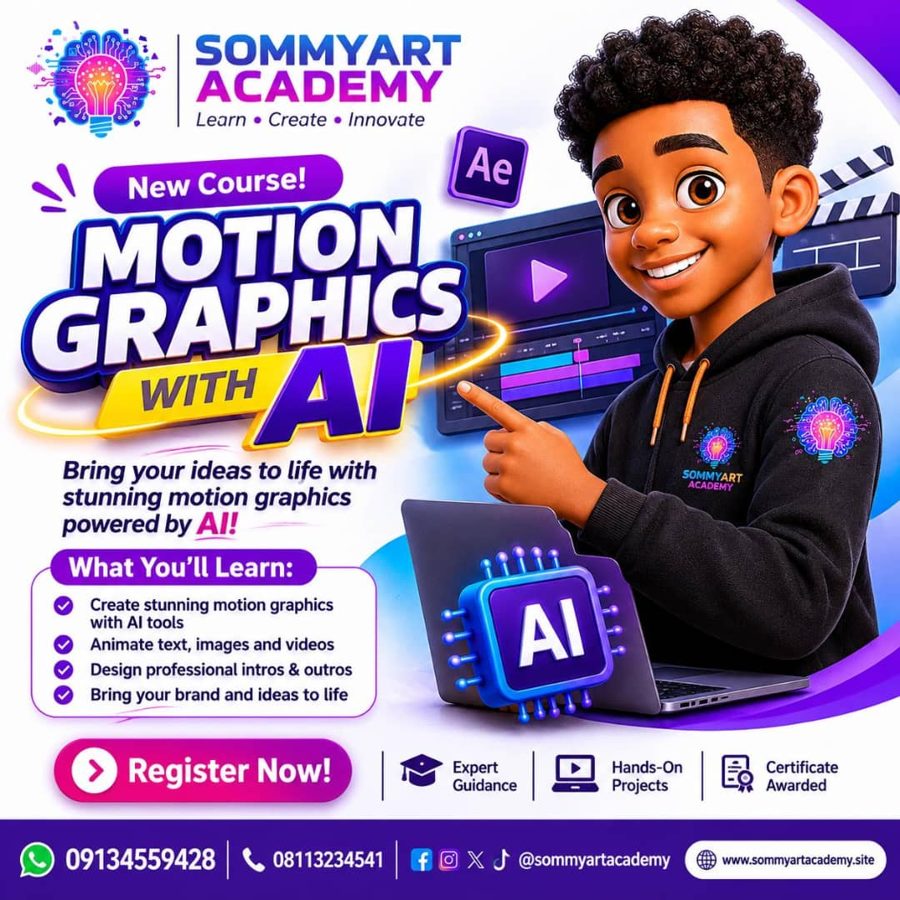 SOMMYART
ACADEMY
Learn • Create • Innovate
New Course!
Ae
MOTION
GRAPHICS
WITH AI
Bring your ideas to life with
stunning motion graphics
powered by AI!
What You'll Learn:
Create stunning motion graphics
with AI tools
Animate text, images and videos
Design professional intros & outros
Bring your brand and ideas to life
SOMMYART
ACADEMY
AI
Register Now!
Expert
Guidance
Hands-On
Projects
Certificate
Awarded
09134559428
08113234541
@sommyartacademy
www.sommyartacademy.site